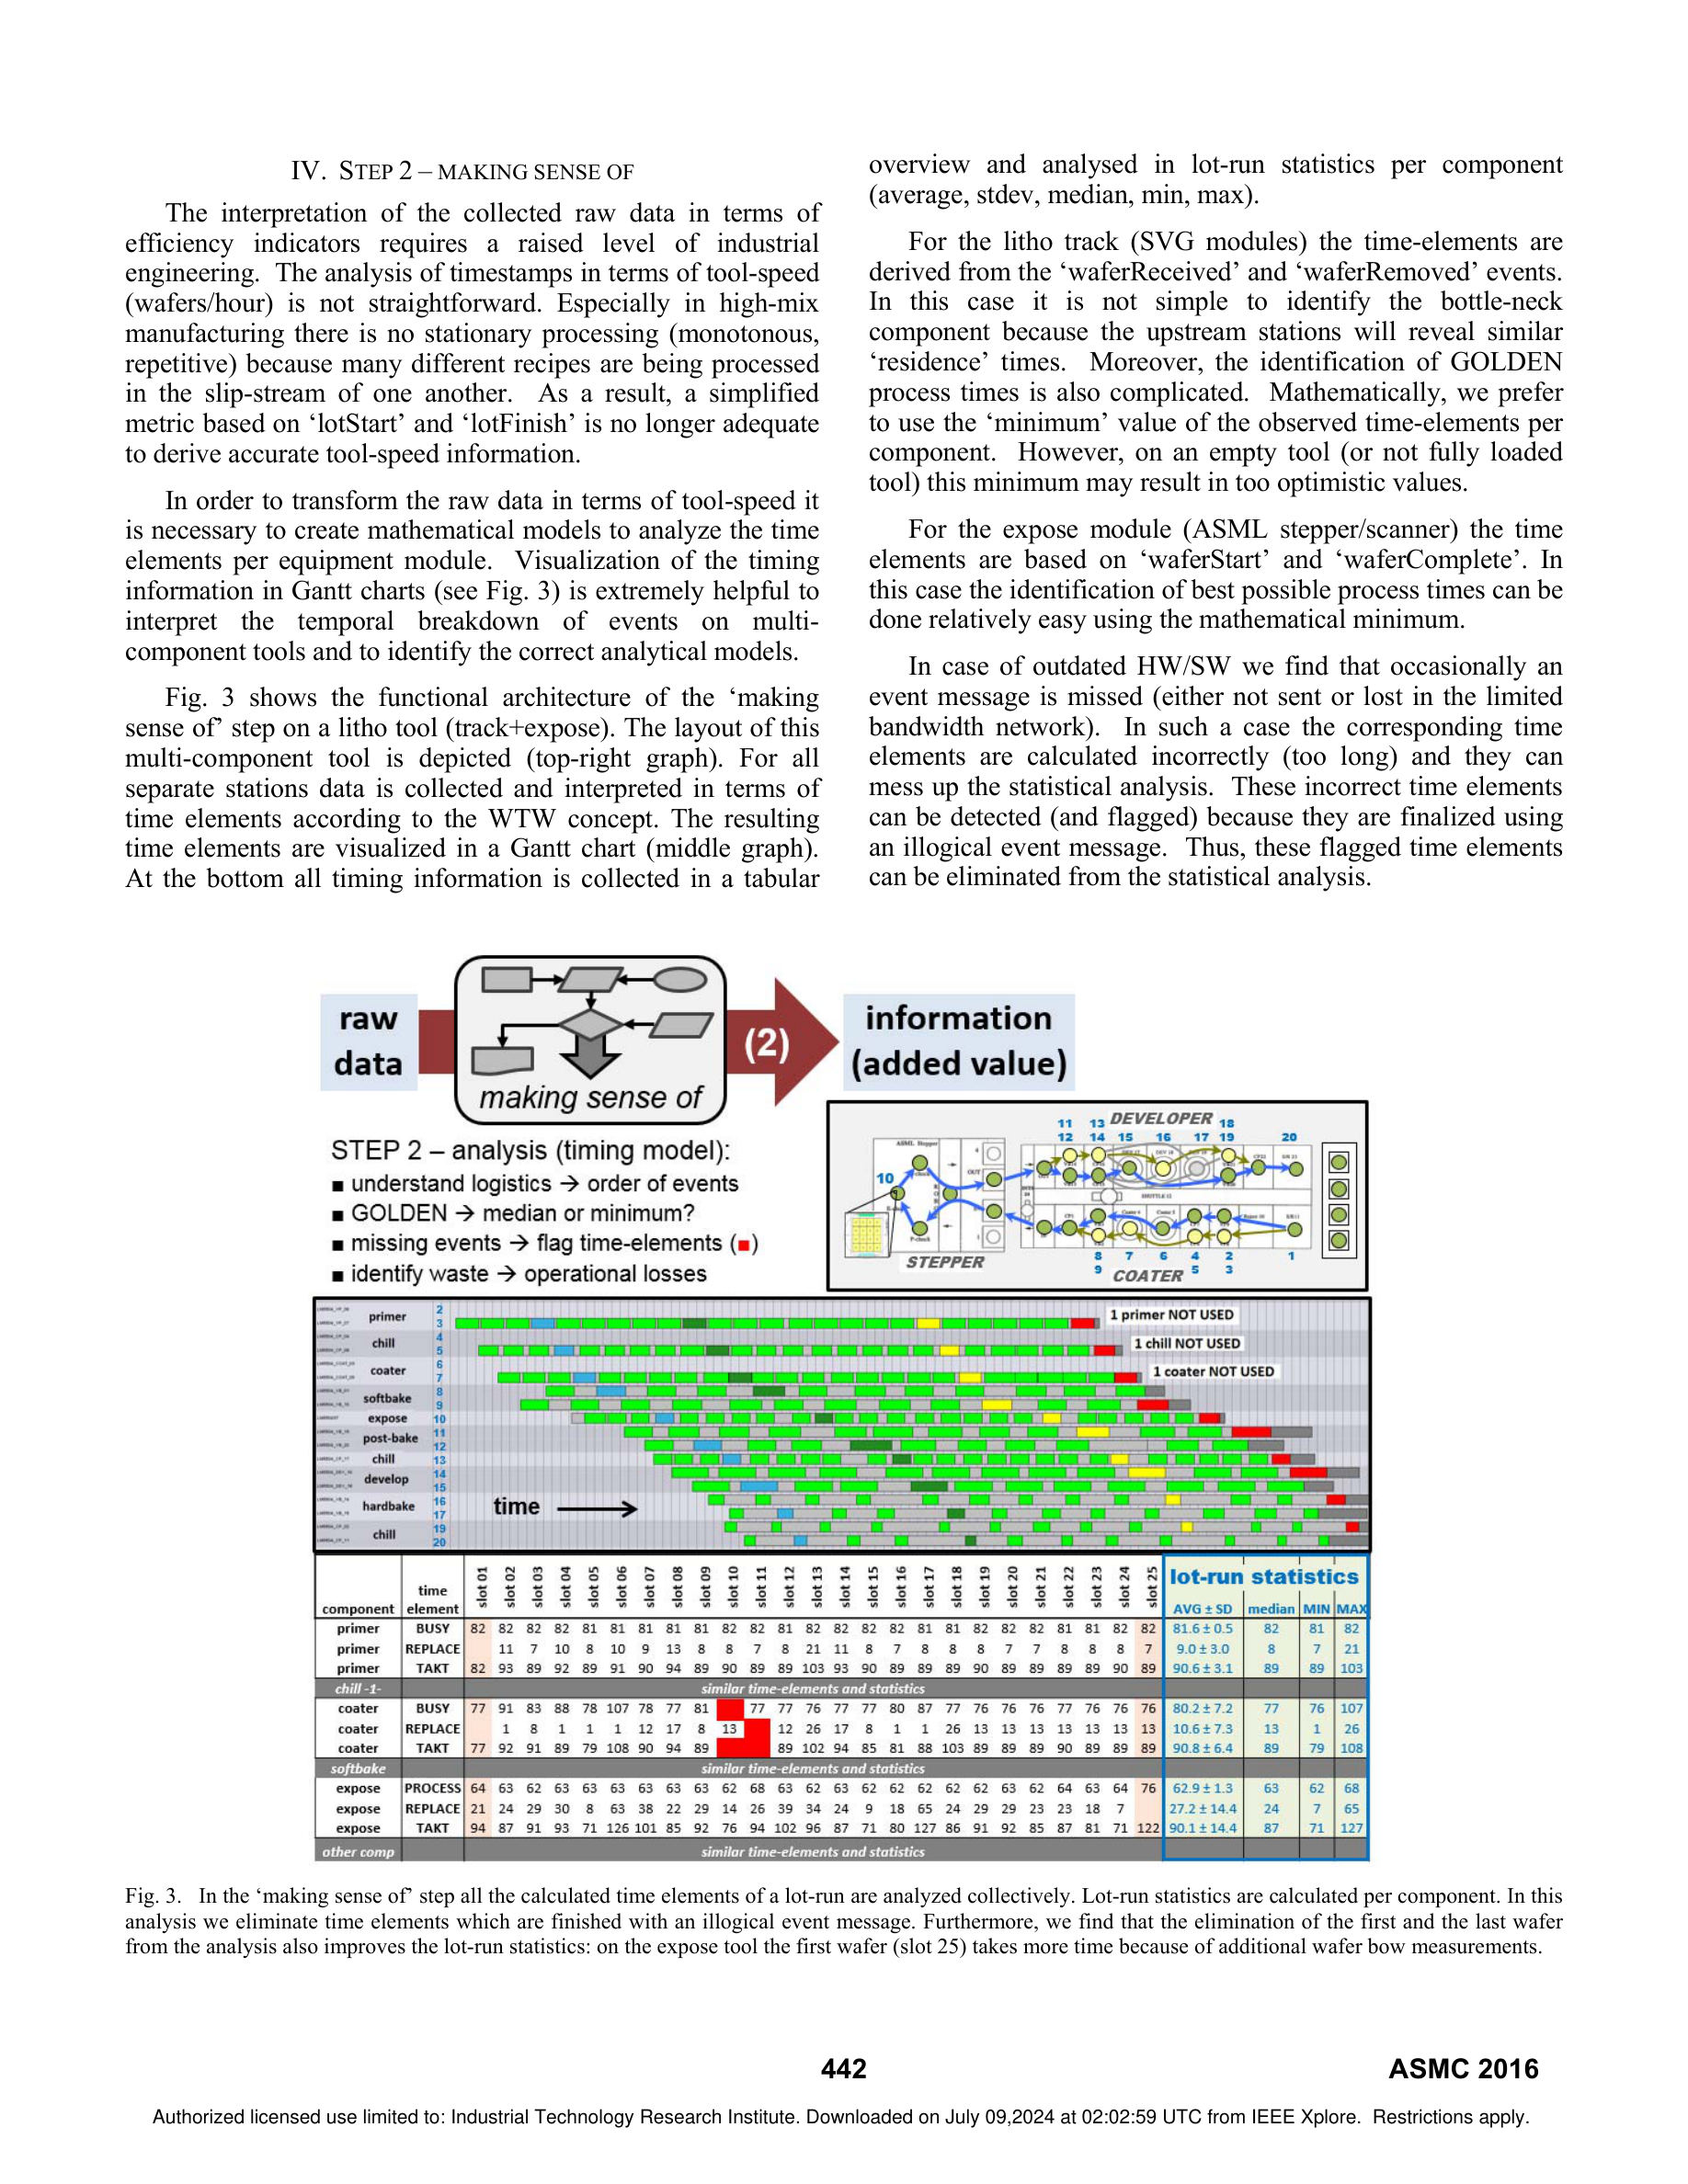 IV. STEP 2 – MAKING SENSE OF
The interpretation of the collected raw data in terms of
efficiency indicators requires a raised level of industrial
engineering. The analysis of timestamps in terms of tool-speed
(wafers/hour) is not straightforward. Especially in high-mix
manufacturing there is no stationary processing (monotonous,
repetitive) because many different recipes are being processed
in the slip-stream of one another. As a result, a simplified
metric based on ‘lotStart’ and ‘lotFinish’ is no longer adequate
to derive accurate tool-speed information.
In order to transform the raw data in terms of tool-speed it
is necessary to create mathematical models to analyze the time
elements per equipment module. Visualization of the timing
information in Gantt charts (see Fig. 3) is extremely helpful to
interpret the temporal breakdown of events on multi-
component tools and to identify the correct analytical models.
Fig. 3 shows the functional architecture of the ‘making
sense of’ step on a litho tool (track+expose). The layout of this
multi-component tool is depicted (top-right graph). For all
separate stations data is collected and interpreted in terms of
time elements according to the WTW concept. The resulting
time elements are visualized in a Gantt chart (middle graph).
At the bottom all timing information is collected in a tabular
overview and analysed in lot-run statistics per component
(average, stdev, median, min, max).
For the litho track (SVG modules) the time-elements are
derived from the ‘waferReceived’ and ‘waferRemoved’ events.
In this case it is not simple to identify the bottle-neck
component because the upstream stations will reveal similar
‘residence’ times. Moreover, the identification of GOLDEN
process times is also complicated. Mathematically, we prefer
to use the ‘minimum’ value of the observed time-elements per
component. However, on an empty tool (or not fully loaded
tool) this minimum may result in too optimistic values.
For the expose module (ASML stepper/scanner) the time
elements are based on ‘waferStart’ and ‘waferComplete’. In
this case the identification of best possible process times can be
done relatively easy using the mathematical minimum.
In case of outdated HW/SW we find that occasionally an
event message is missed (either not sent or lost in the limited
bandwidth network). In such a case the corresponding time
elements are calculated incorrectly (too long) and they can
mess up the statistical analysis. These incorrect time elements
can be detected (and flagged) because they are finalized using
an illogical event message. Thus, these flagged time elements
can be eliminated from the statistical analysis.
raw
data
making sense of
(2)
information
(added value)
STEP 2 – analysis (timing model):
■ understand logistics → order of events
■ GOLDEN → median or minimum?
■ missing events → flag time-elements (■)
■ identify waste → operational losses
11 13 DEVELOPER 18
12 14 15 16 17 19 20
ASML Stepper
OUT
10
SHUTTLE
P-chuck
STEPPER
8 7 6 4 2 1
9 COATER 5 3
primer 2
3 1 primer NOT USED
chill 4
5 1 chill NOT USED
coater 6
7 1 coater NOT USED
softbake 8
9
expose 10
post-bake 11
12
chill 13
develop 14
15
hardbake 16
17
chill 19
20
time
component time element slot 01 slot 02 slot 03 slot 04 slot 05 slot 06 slot 07 slot 08 slot 09 slot 10 slot 11 slot 12 slot 13 slot 14 slot 15 slot 16 slot 17 slot 18 slot 19 slot 20 slot 21 slot 22 slot 23 slot 24 slot 25 lot-run statistics
AVG ± SD median MIN MAX
primer BUSY 82 82 82 82 81 81 81 81 81 82 82 81 82 82 82 82 81 81 82 82 82 81 81 82 82 81.6 ± 0.5 82 81 82
primer REPLACE 11 7 10 8 10 9 13 8 8 7 8 21 11 8 7 8 8 8 7 7 8 8 8 7 9.0 ± 3.0 8 7 21
primer TAKT 82 93 89 92 89 91 90 94 89 90 89 89 103 93 90 89 89 89 90 89 89 89 89 90 89 90.6 ± 3.1 89 89 103
chill -1- similar time-elements and statistics
coater BUSY 77 91 83 88 78 107 78 77 81 77 77 76 77 77 80 87 77 76 76 76 77 76 76 76 80.2 ± 7.2 77 76 107
coater REPLACE 1 8 1 1 1 12 17 8 13 12 26 17 8 1 1 26 13 13 13 13 13 13 13 10.6 ± 7.3 13 1 26
coater TAKT 77 92 91 89 79 108 90 94 89 89 102 94 85 81 88 103 89 89 89 90 89 89 89 90.8 ± 6.4 89 79 108
softbake similar time-elements and statistics
expose PROCESS 64 63 62 63 63 63 63 63 63 62 68 63 62 63 62 62 62 62 62 63 62 64 63 64 76 62.9 ± 1.3 63 62 68
expose REPLACE 21 24 29 30 8 63 38 22 29 14 26 39 34 24 9 18 65 24 29 29 23 23 18 7 27.2 ± 14.4 24 7 65
expose TAKT 94 87 91 93 71 126 101 85 92 76 94 102 96 87 71 80 127 86 91 92 85 87 81 71 122 90.1 ± 14.4 87 71 127
other comp similar time-elements and statistics
Fig. 3. In the ‘making sense of’ step all the calculated time elements of a lot-run are analyzed collectively. Lot-run statistics are calculated per component. In this
analysis we eliminate time elements which are finished with an illogical event message. Furthermore, we find that the elimination of the first and the last wafer
from the analysis also improves the lot-run statistics: on the expose tool the first wafer (slot 25) takes more time because of additional wafer bow measurements.
442
ASMC 2016
Authorized licensed use limited to: Industrial Technology Research Institute. Downloaded on July 09,2024 at 02:02:59 UTC from IEEE Xplore. Restrictions apply.